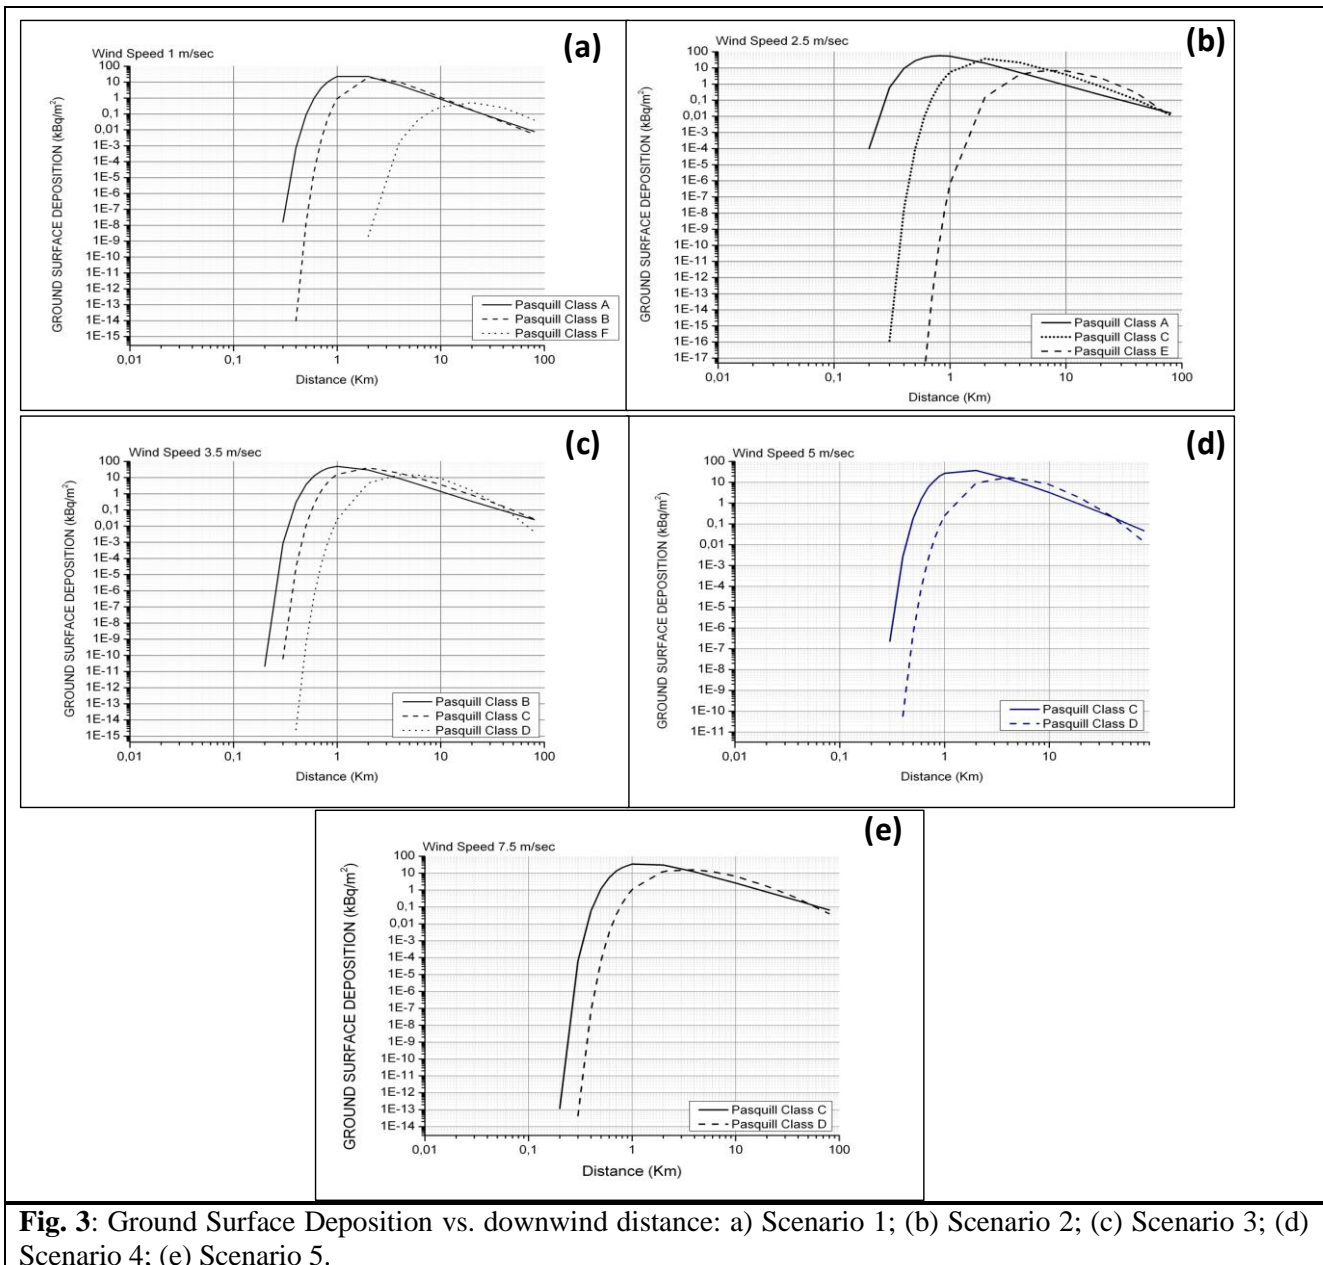 Wind Speed 1 m/sec
(a)
GROUND SURFACE DEPOSITION (kBq/m²)
100
10
1
0,1
0,01
1E-3
1E-4
1E-5
1E-6
1E-7
1E-8
1E-9
1E-10
1E-11
1E-12
1E-13
1E-14
1E-15
0,01
0,1
1
10
100
Distance (Km)
Pasquill Class A
Pasquill Class B
Pasquill Class F
Wind Speed 2.5 m/sec
(b)
GROUND SURFACE DEPOSITION (kBq/m²)
100
10
1
0,1
0,01
1E-3
1E-4
1E-5
1E-6
1E-7
1E-8
1E-9
1E-10
1E-11
1E-12
1E-13
1E-14
1E-15
1E-16
1E-17
0,01
0,1
1
10
100
Distance (Km)
Pasquill Class A
Pasquill Class C
Pasquill Class E
Wind Speed 3.5 m/sec
(c)
GROUND SURFACE DEPOSITION (kBq/m²)
100
10
1
0,1
0,01
1E-3
1E-4
1E-5
1E-6
1E-7
1E-8
1E-9
1E-10
1E-11
1E-12
1E-13
1E-14
1E-15
0,01
0,1
1
10
100
Distance (Km)
Pasquill Class B
Pasquill Class C
Pasquill Class D
Wind Speed 5 m/sec
(d)
GROUND SURFACE DEPOSITION (kBq/m²)
100
10
1
0,1
0,01
1E-3
1E-4
1E-5
1E-6
1E-7
1E-8
1E-9
1E-10
1E-11
0,01
0,1
1
10
Distance (Km)
Pasquill Class C
Pasquill Class D
Wind Speed 7.5 m/sec
(e)
GROUND SURFACE DEPOSITION (kBq/m²)
100
10
1
0,1
0,01
1E-3
1E-4
1E-5
1E-6
1E-7
1E-8
1E-9
1E-10
1E-11
1E-12
1E-13
1E-14
0,01
0,1
1
10
100
Distance (Km)
Pasquill Class C
Pasquill Class D
Fig. 3: Ground Surface Deposition vs. downwind distance: a) Scenario 1; (b) Scenario 2; (c) Scenario 3; (d)
Scenario 4; (e) Scenario 5.